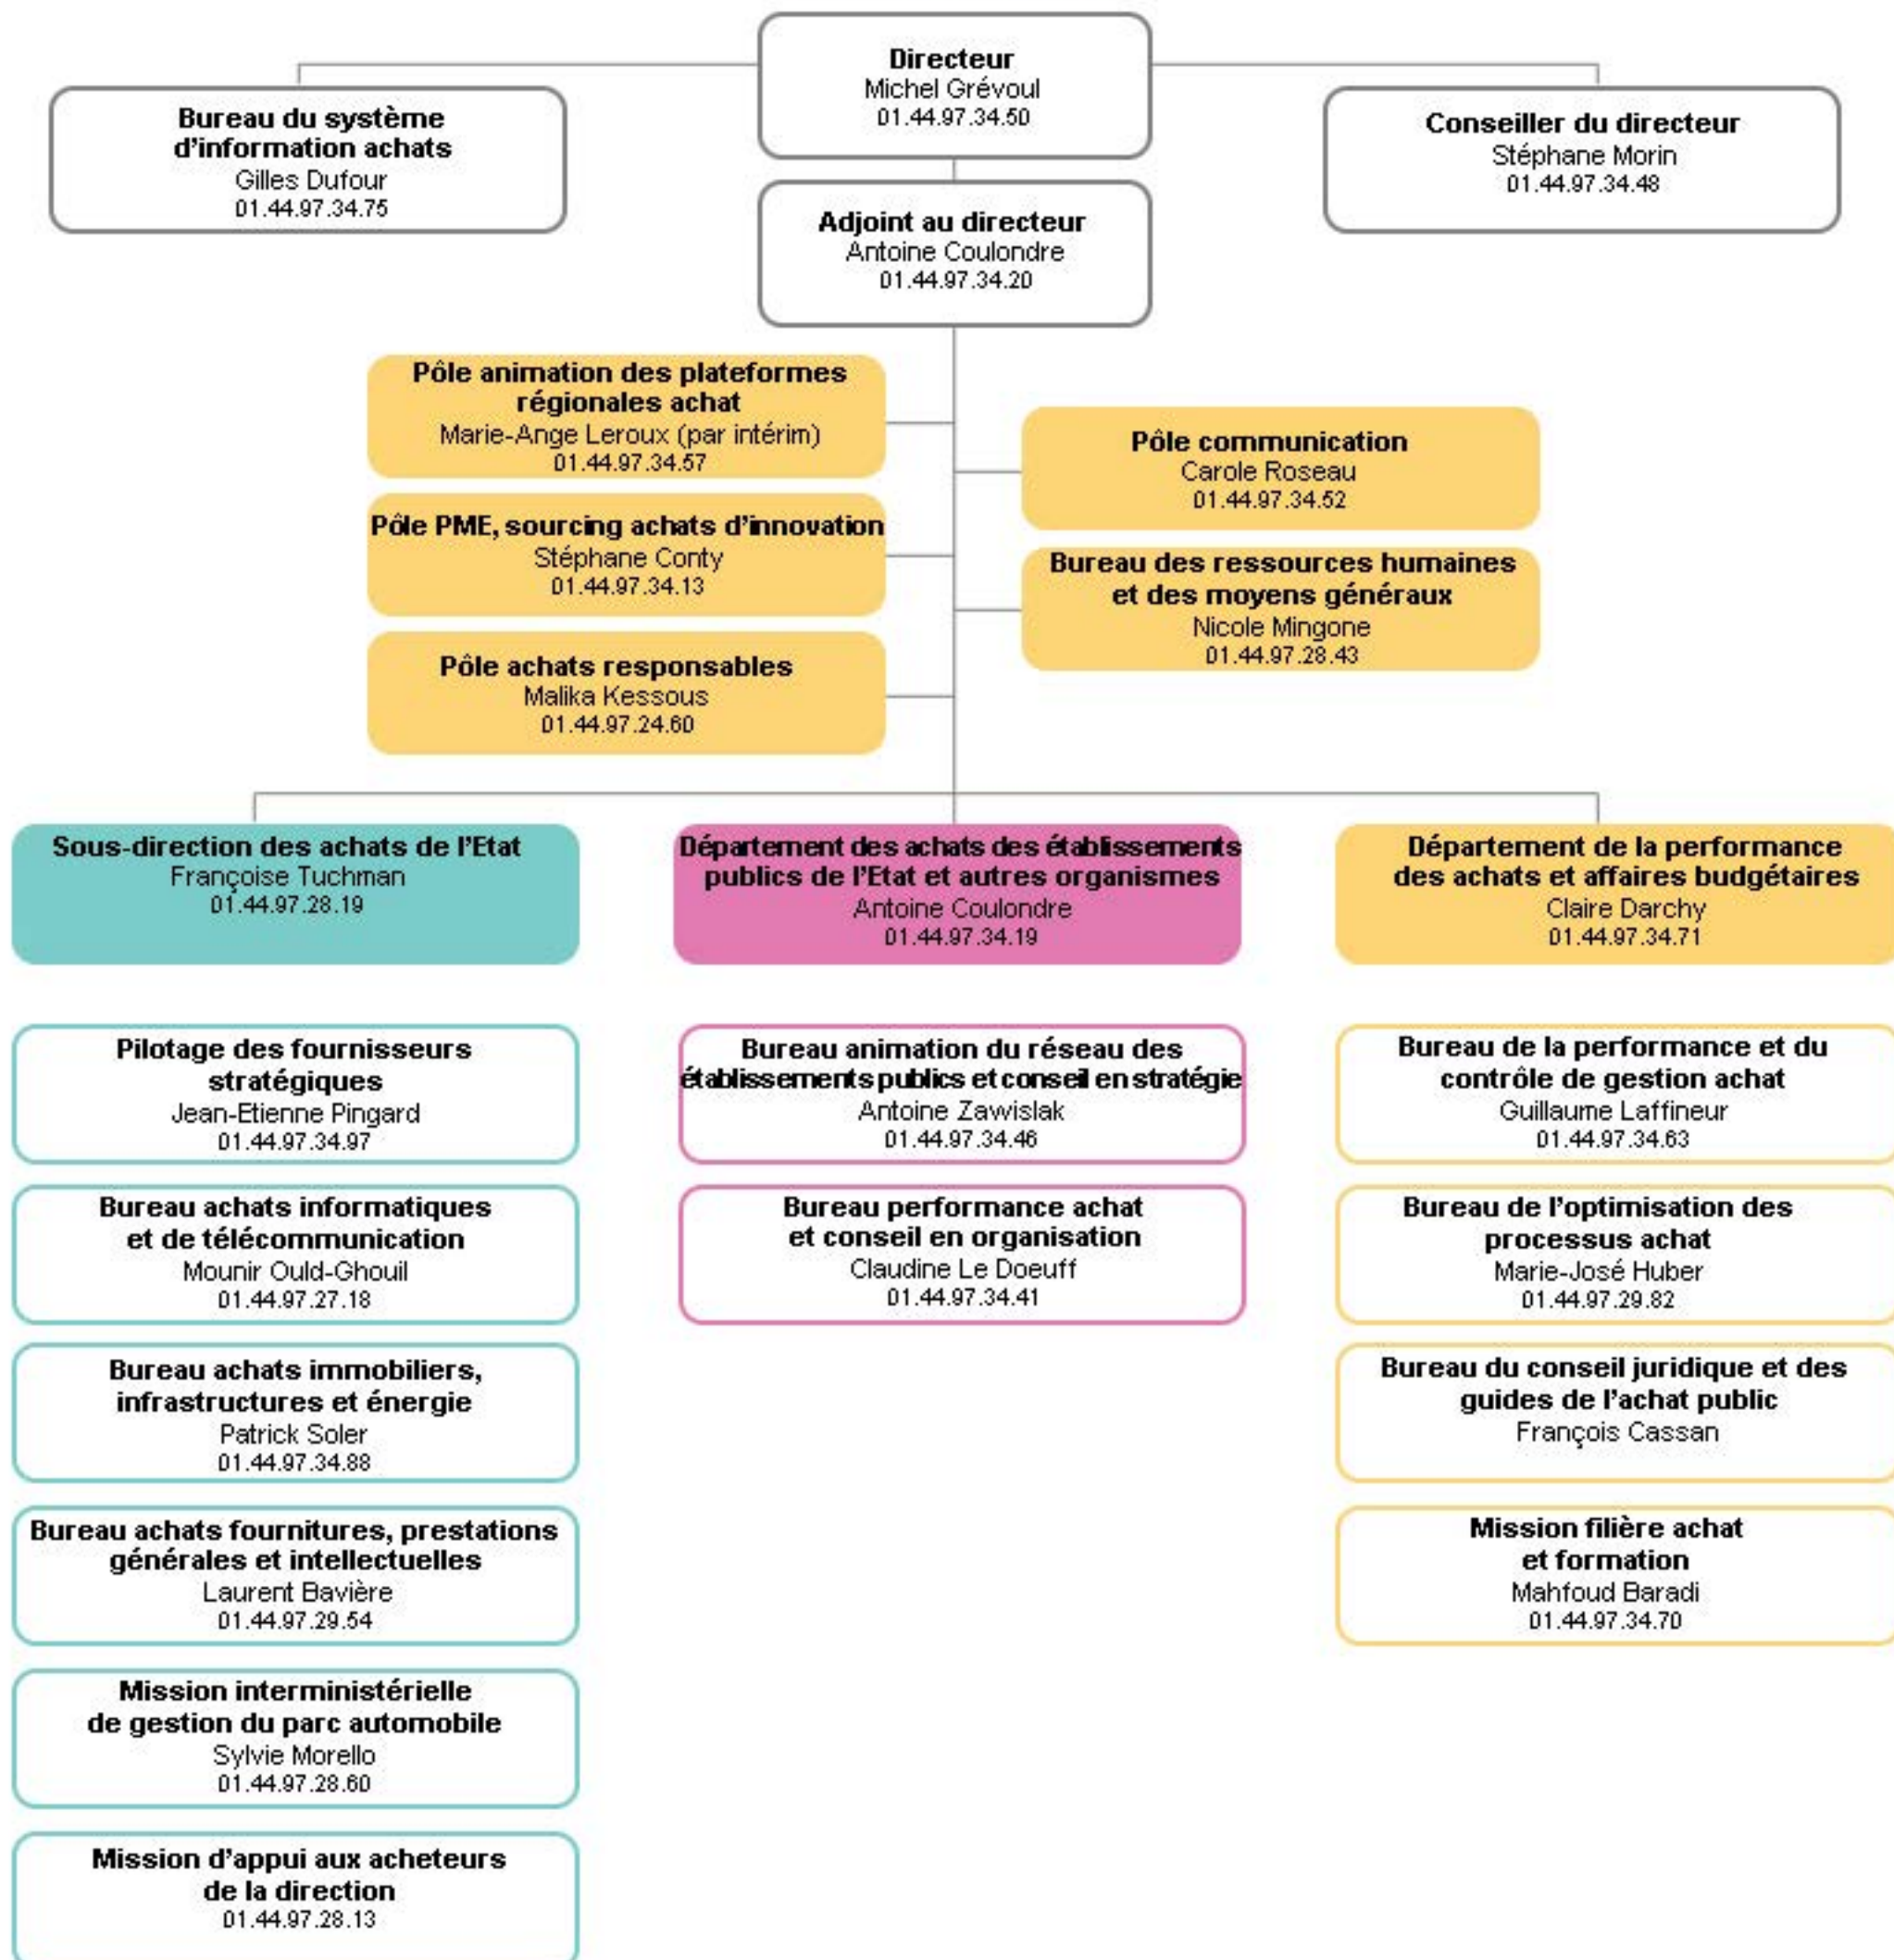 Directeur
Michel Grévoul
01.44.97.34.50
Bureau du système
d'information achats
Gilles Dufour
01.44.97.34.75
Conseiller du directeur
Stéphane Morin
01.44.97.34.48
Adjoint au directeur
Antoine Coulondre
01.44.97.34.20
Pôle animation des plateformes
régionales achat
Marie-Ange Leroux (par intérim)
01.44.97.34.57
Pôle communication
Carole Roseau
01.44.97.34.52
Pôle PME, sourcing achats d'innovation
Stéphane Conty
01.44.97.34.13
Bureau des ressources humaines
et des moyens généraux
Nicole Mingone
01.44.97.28.43
Pôle achats responsables
Malika Kessous
01.44.97.24.60
Sous-direction des achats de l'Etat
Françoise Tuchman
01.44.97.28.19
Département des achats des établissements
publics de l'Etat et autres organismes
Antoine Coulondre
01.44.97.34.19
Département de la performance
des achats et affaires budgétaires
Claire Darchy
01.44.97.34.71
Pilotage des fournisseurs
stratégiques
Jean-Etienne Pingard
01.44.97.34.97
Bureau achats informatiques
et de télécommunication
Mounir Ould-Ghouil
01.44.97.27.18
Bureau achats immobiliers,
infrastructures et énergie
Patrick Soler
01.44.97.34.88
Bureau achats fournitures, prestations
générales et intellectuelles
Laurent Bavière
01.44.97.29.54
Mission interministérielle
de gestion du parc automobile
Sylvie Morello
01.44.97.28.60
Mission d'appui aux acheteurs
de la direction
01.44.97.28.13
Bureau animation du réseau des
établissements publics et conseil en stratégie
Antoine Zawislak
01.44.97.34.46
Bureau performance achat
et conseil en organisation
Claudine Le Doeuff
01.44.97.34.41
Bureau de la performance et du
contrôle de gestion achat
Guillaume Laffineur
01.44.97.34.63
Bureau de l'optimisation des
processus achat
Marie-José Huber
01.44.97.29.82
Bureau du conseil juridique et des
guides de l'achat public
François Cassan
Mission filière achat
et formation
Mahfoud Baradi
01.44.97.34.70